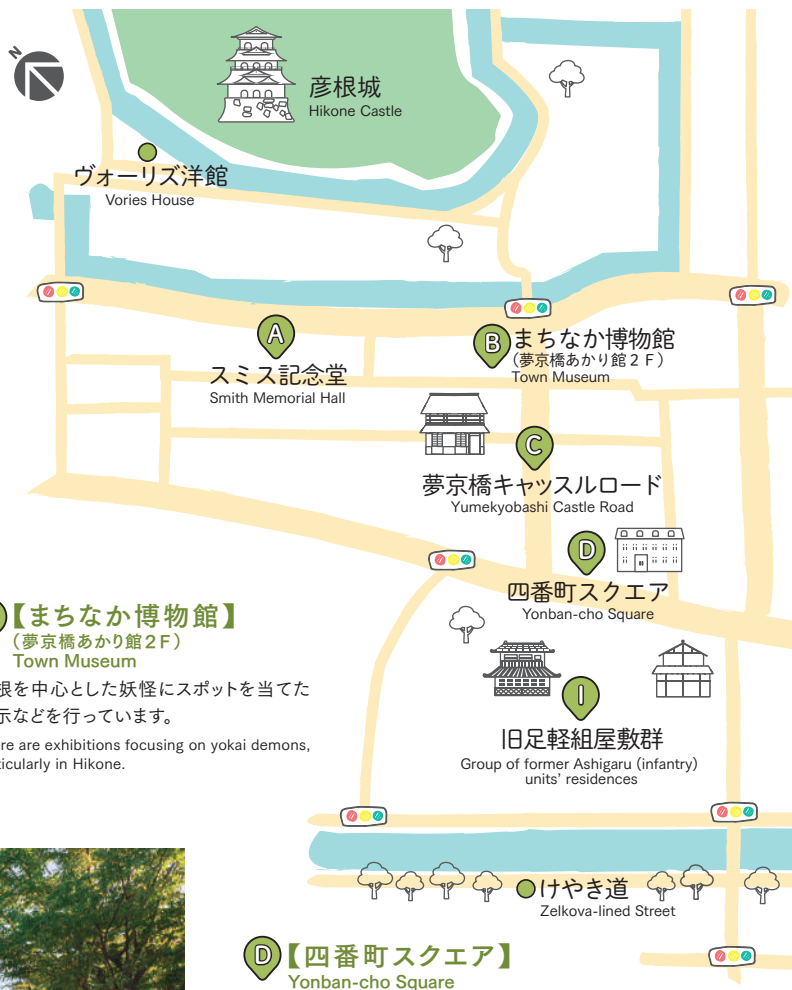 N
彦根城
Hikone Castle
ヴォーリズ洋館
Vories House
A
スミス記念堂
Smith Memorial Hall
B
まちなか博物館
(夢京橋あかり館2F)
Town Museum
C
夢京橋キャッスルロード
Yumekyobashi Castle Road
D
四番町スクエア
Yonban-cho Square
【まちなか博物館】
(夢京橋あかり館2F)
Town Museum
根を中心とした妖怪にスポットを当てた
示などを行っています。
re are exhibitions focusing on yokai demons,
ticularly in Hikone.
I
旧足軽組屋敷群
Group of former Ashigaru (infantry)
units' residences
けやき道
Zelkova-lined Street
D
【四番町スクエア】
Yonban-cho Square